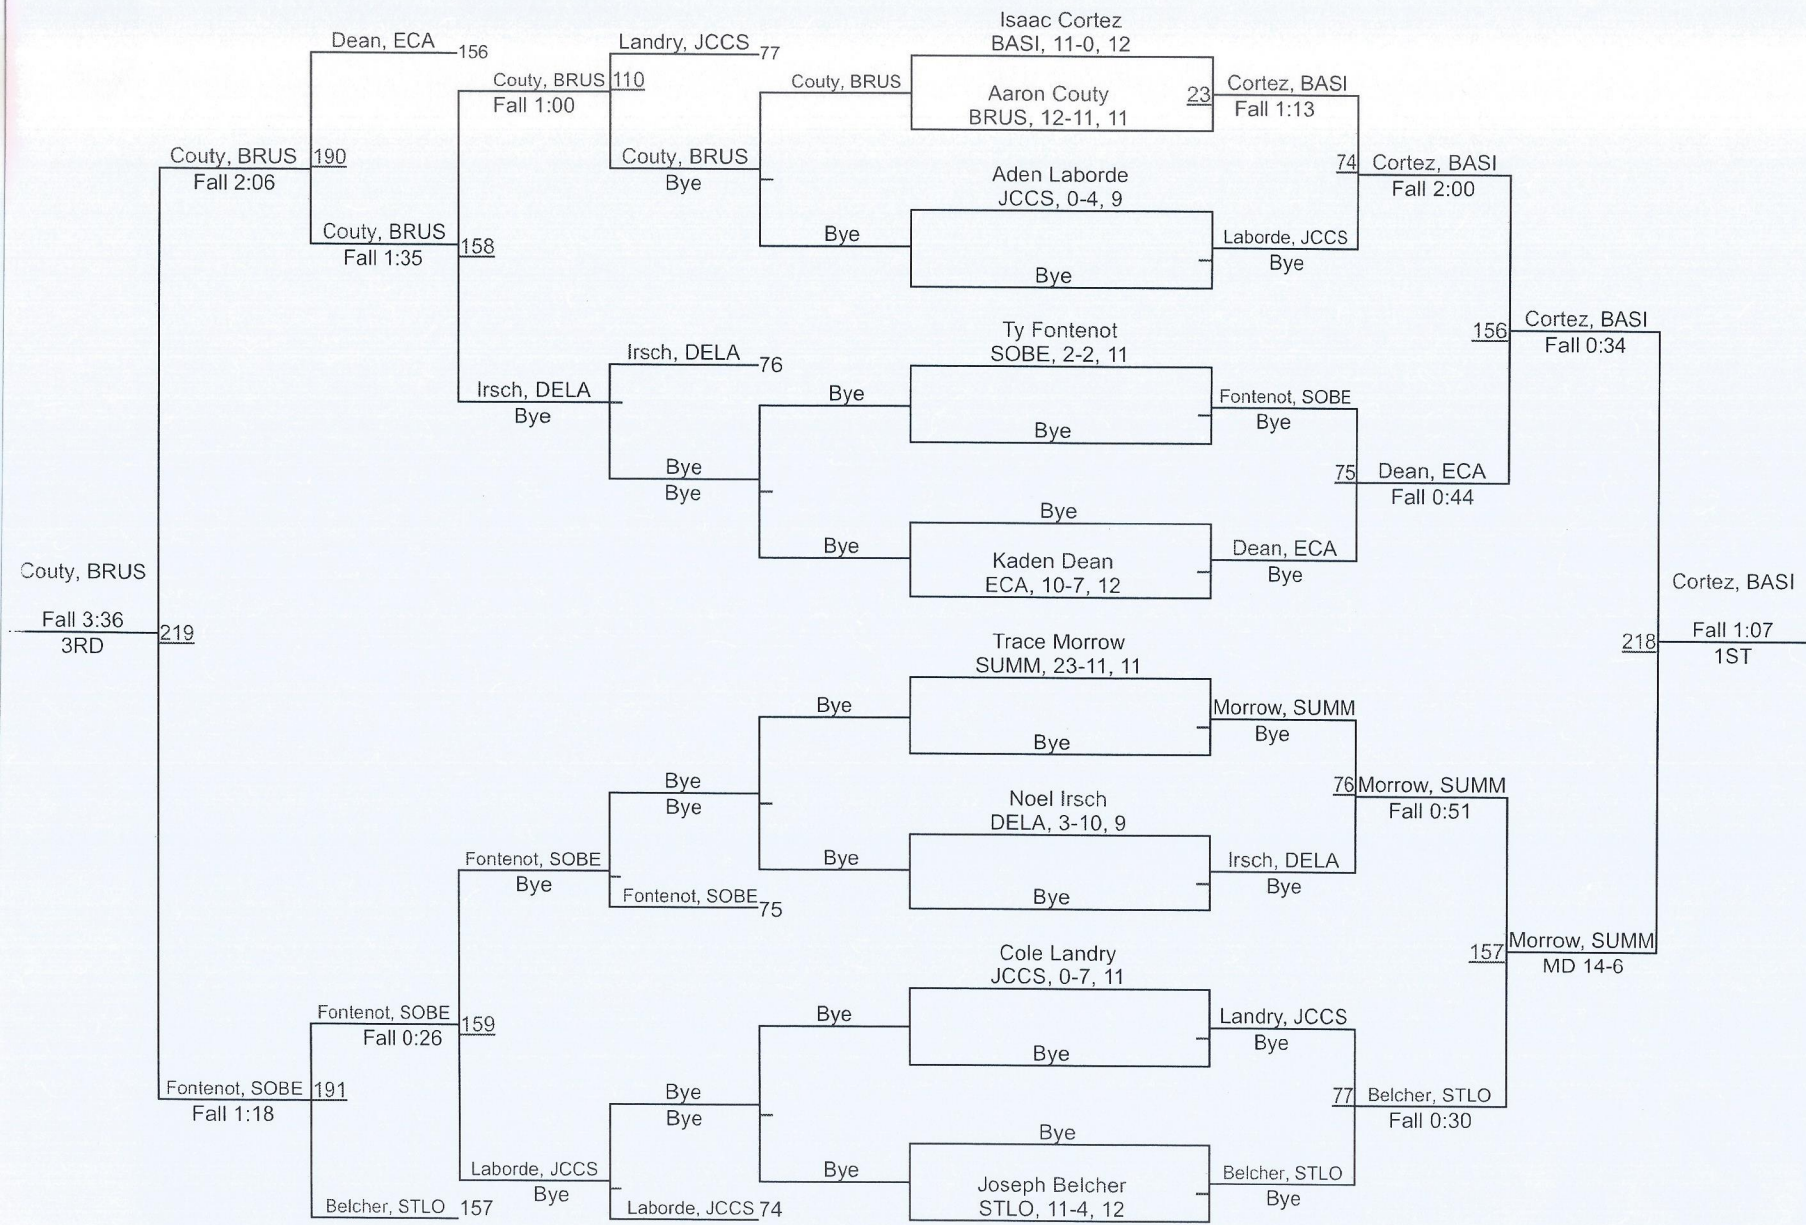 Isaac Cortez
Dean, ECA 156 Landry, JCCS 77 BASI, 11-0, 12
Couty, BRUS 110 Couty, BRUS Aaron Couty 23 Cortez, BASI
Fall 1:00 BRUS, 12-11, 11 Fall 1:13
Couty, BRUS 190 Couty, BRUS 74 Cortez, BASI
Fall 2:06 Bye Aden Laborde Fall 2:00
JCCS, 0-4, 9
Couty, BRUS 158 Bye Laborde, JCCS
Fall 1:35 Bye Bye
Ty Fontenot 156 Cortez, BASI
Irsch, DELA 76 SOBE, 2-2, 11 Fall 0:34
Irsch, DELA Bye Fontenot, SOBE
Bye Bye Bye
Bye 75 Dean, ECA
Bye Bye Fall 0:44
Bye Dean, ECA
Couty, BRUS Kaden Dean Bye Cortez, BASI
ECA, 10-7, 12
Fall 3:36 219 Trace Morrow 218 Fall 1:07
3RD SUMM, 23-11, 11 1ST
Bye Morrow, SUMM
Bye Bye
Bye Noel Irsch 76 Morrow, SUMM
Bye DELA, 3-10, 9 Fall 0:51
Fontenot, SOBE Bye Irsch, DELA
Bye Fontenot, SOBE 75 Bye Bye
Cole Landry 157 Morrow, SUMM
JCCS, 0-7, 11 MD 14-6
Fontenot, SOBE 159 Bye Landry, JCCS
Fall 0:26 Bye Bye
Fontenot, SOBE 191 Bye 77 Belcher, STLO
Fall 1:18 Bye Bye Fall 0:30
Laborde, JCCS Bye Joseph Belcher Belcher, STLO
Bye Bye
Belcher, STLO 157 Laborde, JCCS 74 STLO, 11-4, 12